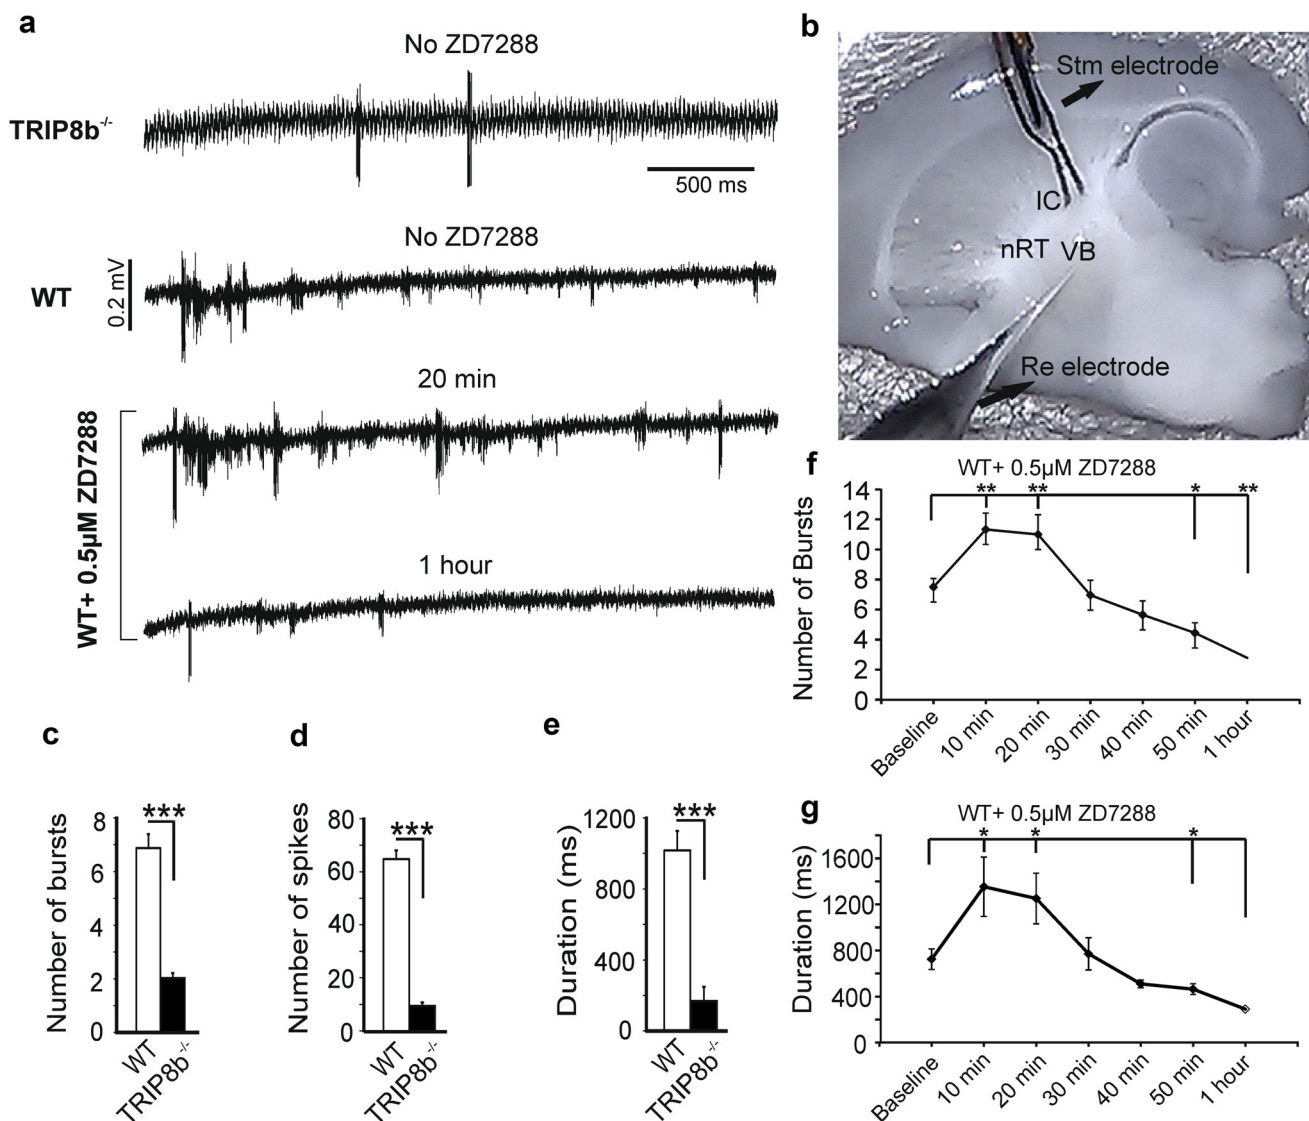 a
No ZD7288
TRIP8b-/-
500 ms
No ZD7288
WT
0.2 mV
20 min
WT+ 0.5µM ZD7288
1 hour
b
Stm electrode
IC
nRT VB
Re electrode
c
Number of bursts
***
8
6
4
2
0
WT
TRIP8b-/-
d
Number of spikes
***
80
60
40
20
0
WT
TRIP8b-/-
e
Duration (ms)
***
1200
800
400
0
WT
TRIP8b-/-
f
WT+ 0.5µM ZD7288
** ** * **
Number of Bursts
14
12
10
8
6
4
2
0
Baseline
10 min
20 min
30 min
40 min
50 min
1 hour
g
WT+ 0.5µM ZD7288
* * *
Duration (ms)
1600
1200
800
400
0
Baseline
10 min
20 min
30 min
40 min
50 min
1 hour